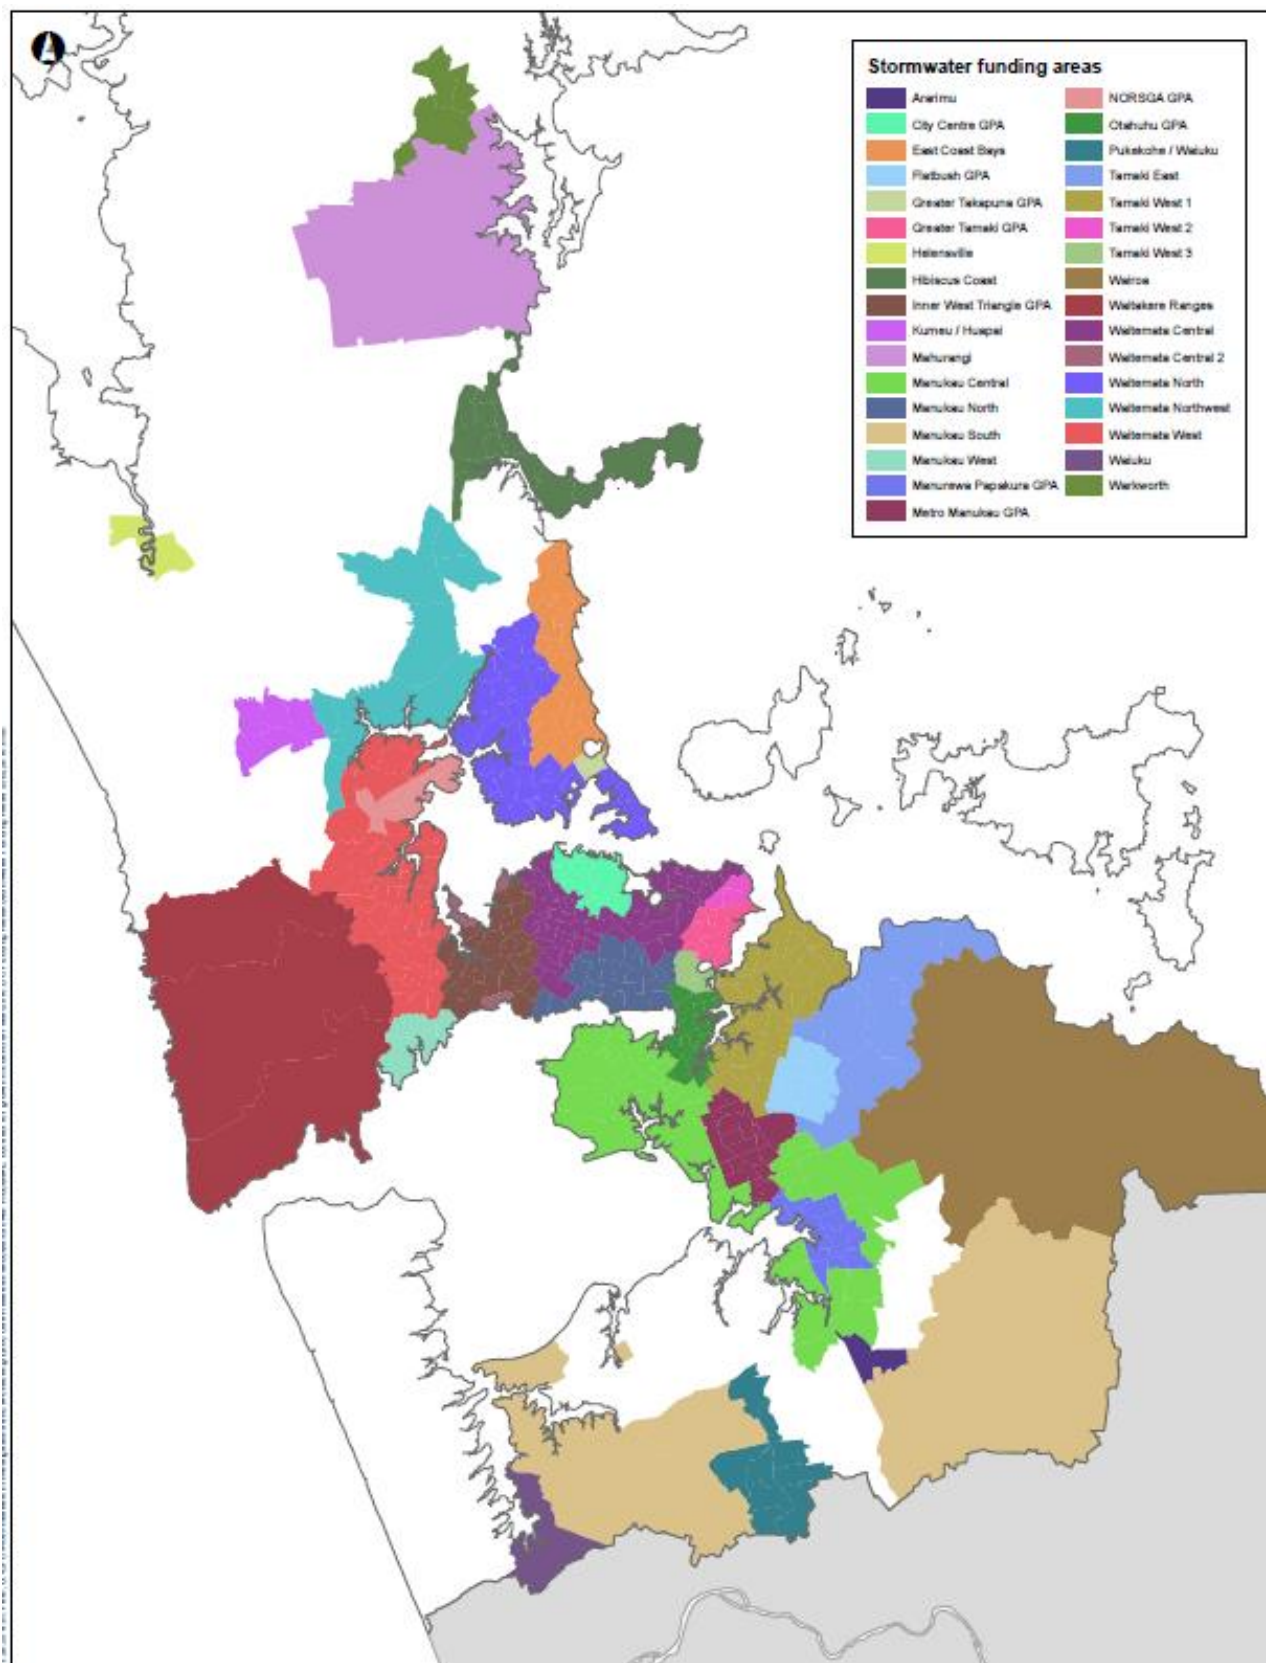 Stormwater funding areas
Ararimu
City Centre GPA
East Coast Bays
Flatbush GPA
Greater Takapuna GPA
Greater Tamaki GPA
Helensville
Hibiscus Coast
Inner West Triangle GPA
Kumeu / Huapai
Mahurangi
Manukau Central
Manukau North
Manukau South
Manukau West
Manurewa Papakura GPA
Metro Manukau GPA
NORSGA GPA
Otahuhu GPA
Pukekohe / Waiuku
Tamaki East
Tamaki West 1
Tamaki West 2
Tamaki West 3
Wairoa
Waitakere Ranges
Waitemata Central
Waitemata Central 2
Waitemata North
Waitemata Northwest
Waitemata West
Waiuku
Warkworth